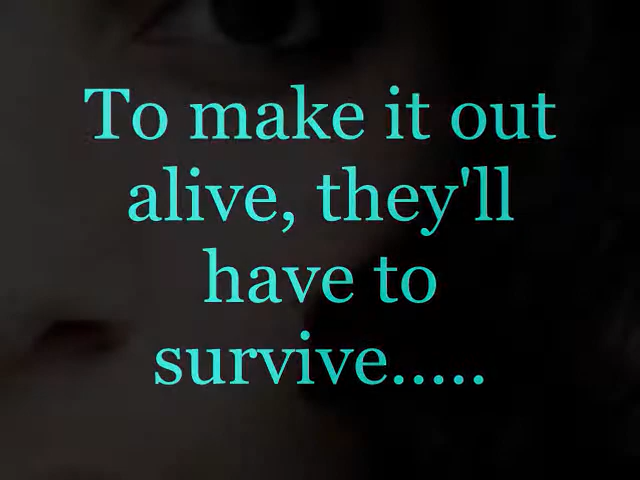 To make it out
alive, they'll
have to
survive.....